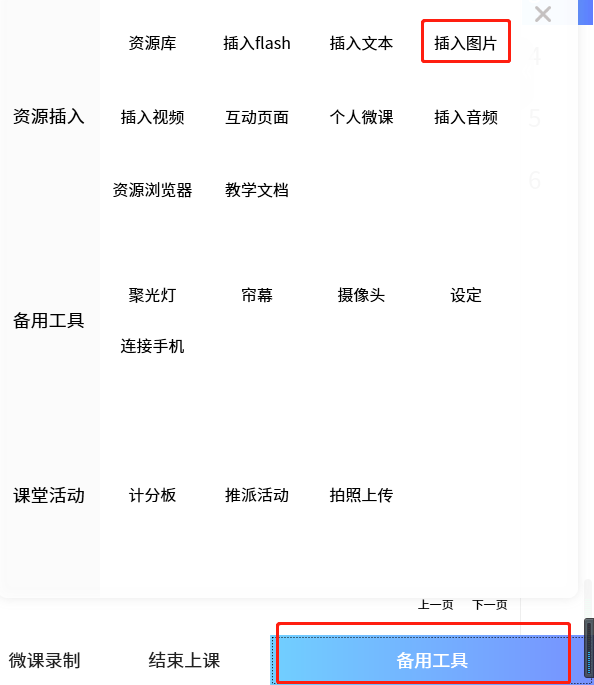 资源插入
资源库 插入flash 插入文本 插入图片
插入视频 互动页面 个人微课 插入音频
资源浏览器 教学文档
备用工具
聚光灯 帘幕 摄像头 设定
连接手机
课堂活动
计分板 推派活动 拍照上传
4
5
6
上一页 下一页
微课录制 结束上课 备用工具